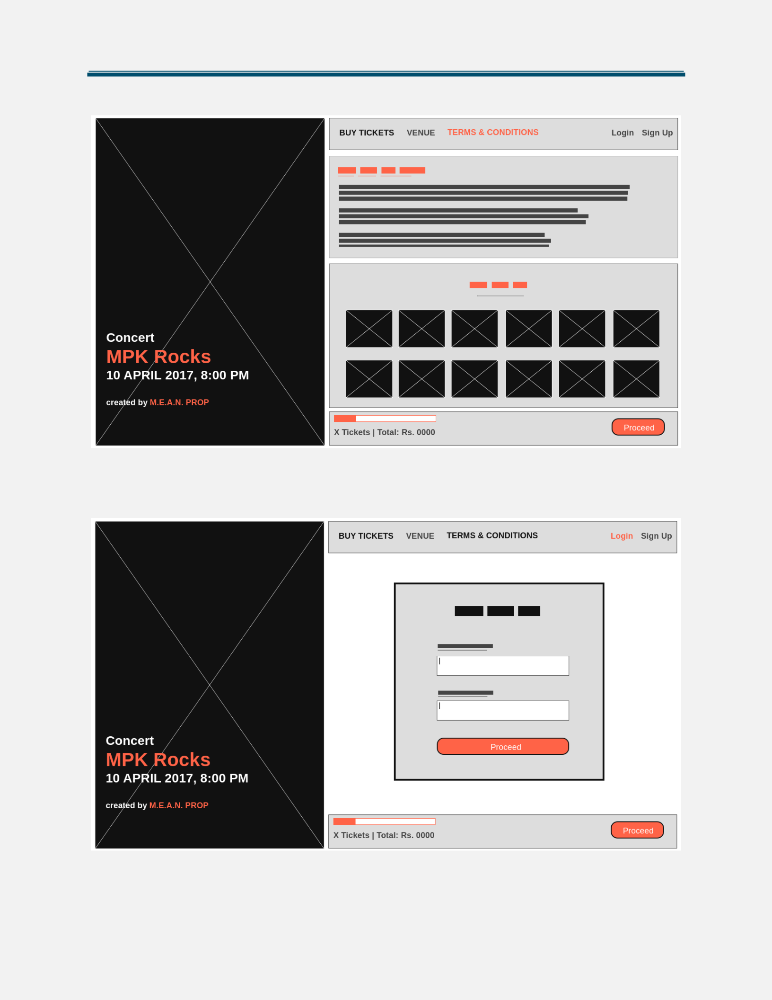 BUY TICKETS VENUE TERMS & CONDITIONS Login Sign Up
Concert
MPK Rocks
10 APRIL 2017, 8:00 PM
created by M.E.A.N. PROP
X Tickets | Total: Rs. 0000
Proceed
BUY TICKETS VENUE TERMS & CONDITIONS Login Sign Up
Concert
MPK Rocks
10 APRIL 2017, 8:00 PM
created by M.E.A.N. PROP
Proceed
X Tickets | Total: Rs. 0000
Proceed